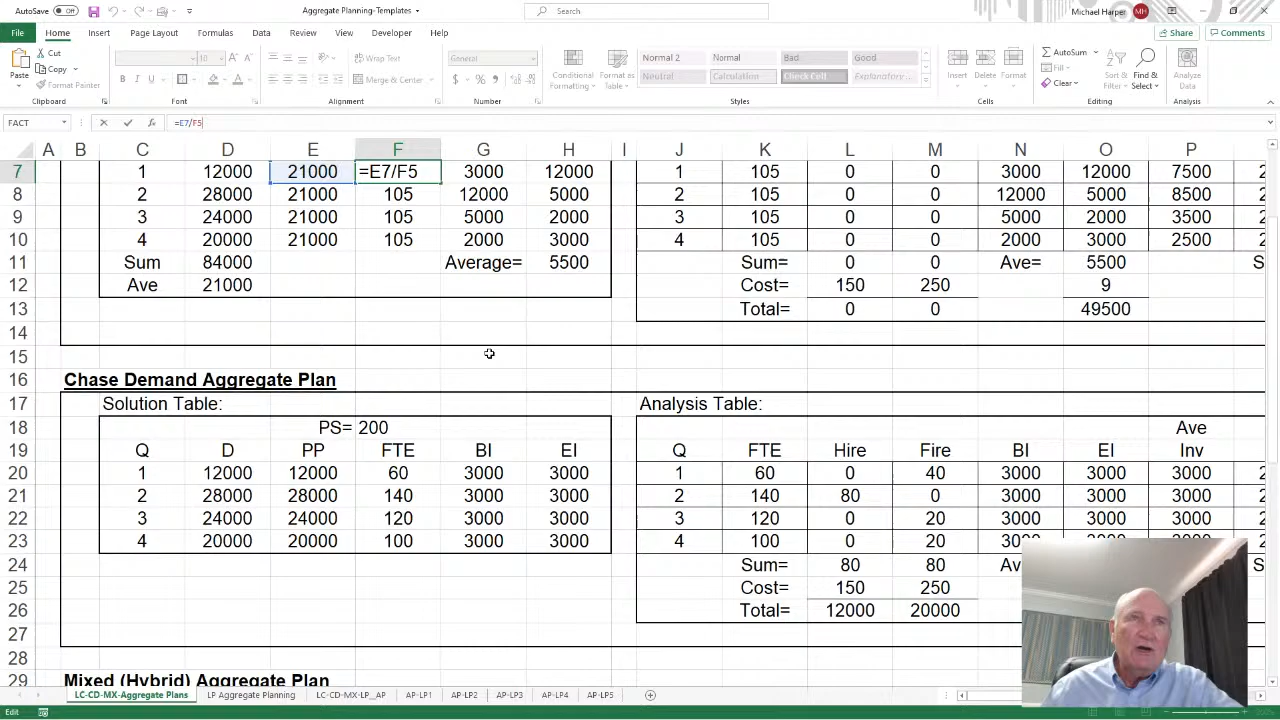 AutoSave Off Aggregate Planning-Templates Search Michael Harper MH
File Home Insert Page Layout Formulas Data Review View Developer Help Share Comments
Paste Cut Copy Format Painter
Clipboard
10
B I U
Font
Merge & Center
Alignment
General
Number
Conditional Formatting
Format as Table
Normal 2 Normal Bad Good
Neutral Calculation Check Cell Explanatory...
Styles
Insert Delete Format
Cells
AutoSum Fill Clear
Sort & Filter
Find & Select
Editing
Analyze Data
Analysis
FACT =E7/F5
A B C D E F G H I J K L M N O P
7 1 12000 21000 =E7/F5 3000 12000 1 105 0 0 3000 12000 7500 2
8 2 28000 21000 105 12000 5000 2 105 0 0 12000 5000 8500 2
9 3 24000 21000 105 5000 2000 3 105 0 0 5000 2000 3500 2
10 4 20000 21000 105 2000 3000 4 105 0 0 2000 3000 2500 2
11 Sum 84000 Average= 5500 Sum= 0 0 Ave= 5500 S
12 Ave 21000 Cost= 150 250 9
13 Total= 0 0 49500
14
15
16 Chase Demand Aggregate Plan
17 Solution Table: Analysis Table:
18 PS= 200 Ave
19 Q D PP FTE BI EI Q FTE Hire Fire BI EI Inv
20 1 12000 12000 60 3000 3000 1 60 0 40 3000 3000 3000 2
21 2 28000 28000 140 3000 3000 2 140 80 0 3000 3000 3000 2
22 3 24000 24000 120 3000 3000 3 120 0 20 3000 3000 3000 2
23 4 20000 20000 100 3000 3000 4 100 0 20 3000 3000 3000 2
24 Sum= 80 80 Av S
25 Cost= 150 250
26 Total= 12000 20000
27
28
29 Mixed (Hybrid) Aggregate Plan
LC-CD-MX-Aggregate Plans LP Aggregate Planning LC-CD-MX-LP__AP AP-LP1 AP-LP2 AP-LP3 AP-LP4 AP-LP5
Edit